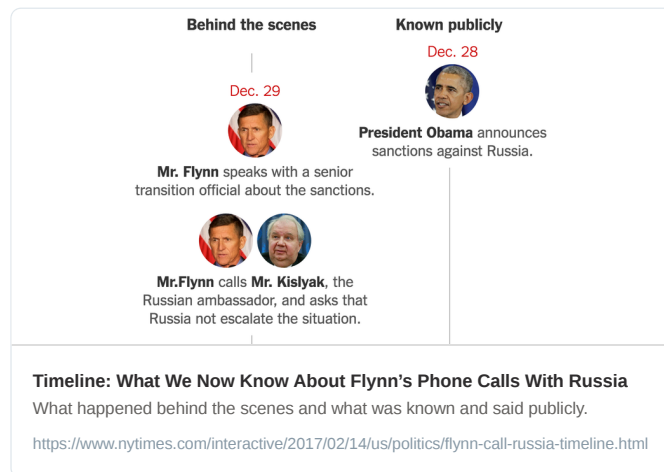 Behind the scenes
Known publicly
Dec. 28
President Obama announces
sanctions against Russia.
Dec. 29
Mr. Flynn speaks with a senior
transition official about the sanctions.
Mr.Flynn calls Mr. Kislyak, the
Russian ambassador, and asks that
Russia not escalate the situation.
Timeline: What We Now Know About Flynn’s Phone Calls With Russia
What happened behind the scenes and what was known and said publicly.
https://www.nytimes.com/interactive/2017/02/14/us/politics/flynn-call-russia-timeline.html